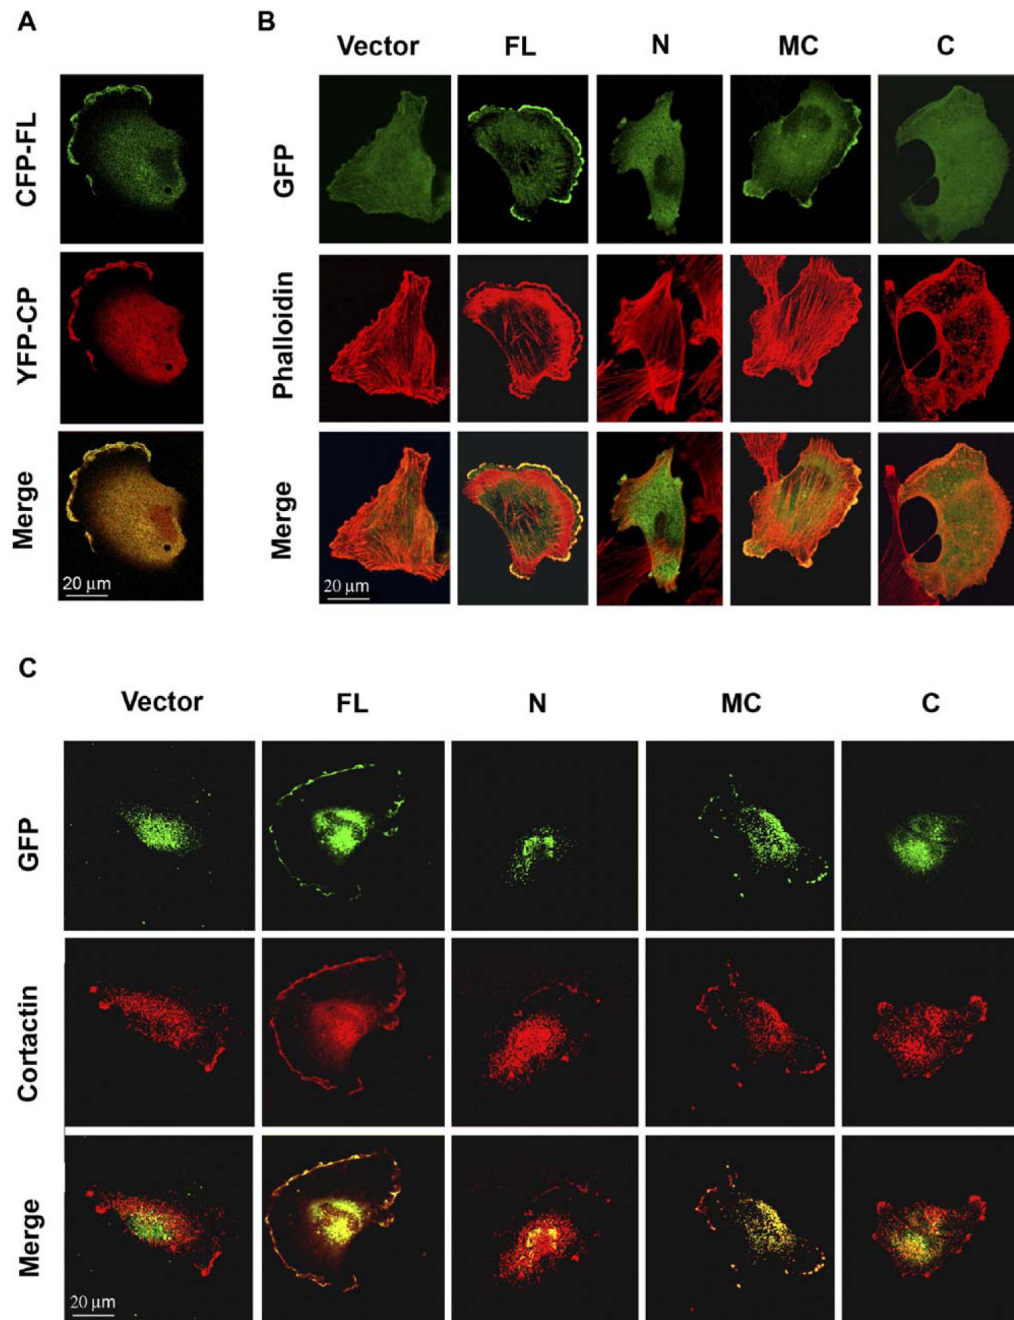 A
B
Vector FL N MC C
CFP-FL
GFP
YFP-CP
Phalloidin
Merge
Merge
20 μm
20 μm
C
Vector FL N MC C
GFP
Cortactin
Merge
20 μm